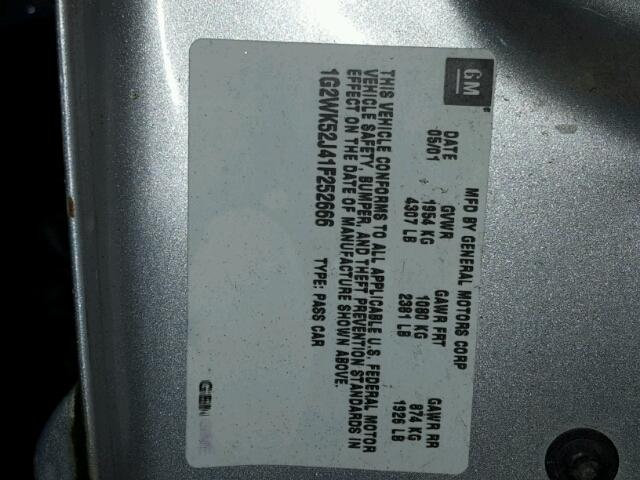 GM
MFD BY GENERAL MOTORS CORP
DATE GVWR GAWR FRT GAWR RR
05/01 1954 KG 1080 KG 874 KG
4307 LB 2381 LB 1926 LB
THIS VEHICLE CONFORMS TO ALL APPLICABLE U.S. FEDERAL MOTOR
VEHICLE SAFETY, BUMPER, AND THEFT PREVENTION STANDARDS IN
EFFECT ON THE DATE OF MANUFACTURE SHOWN ABOVE.
1G2WK52J41F252666 TYPE: PASS CAR